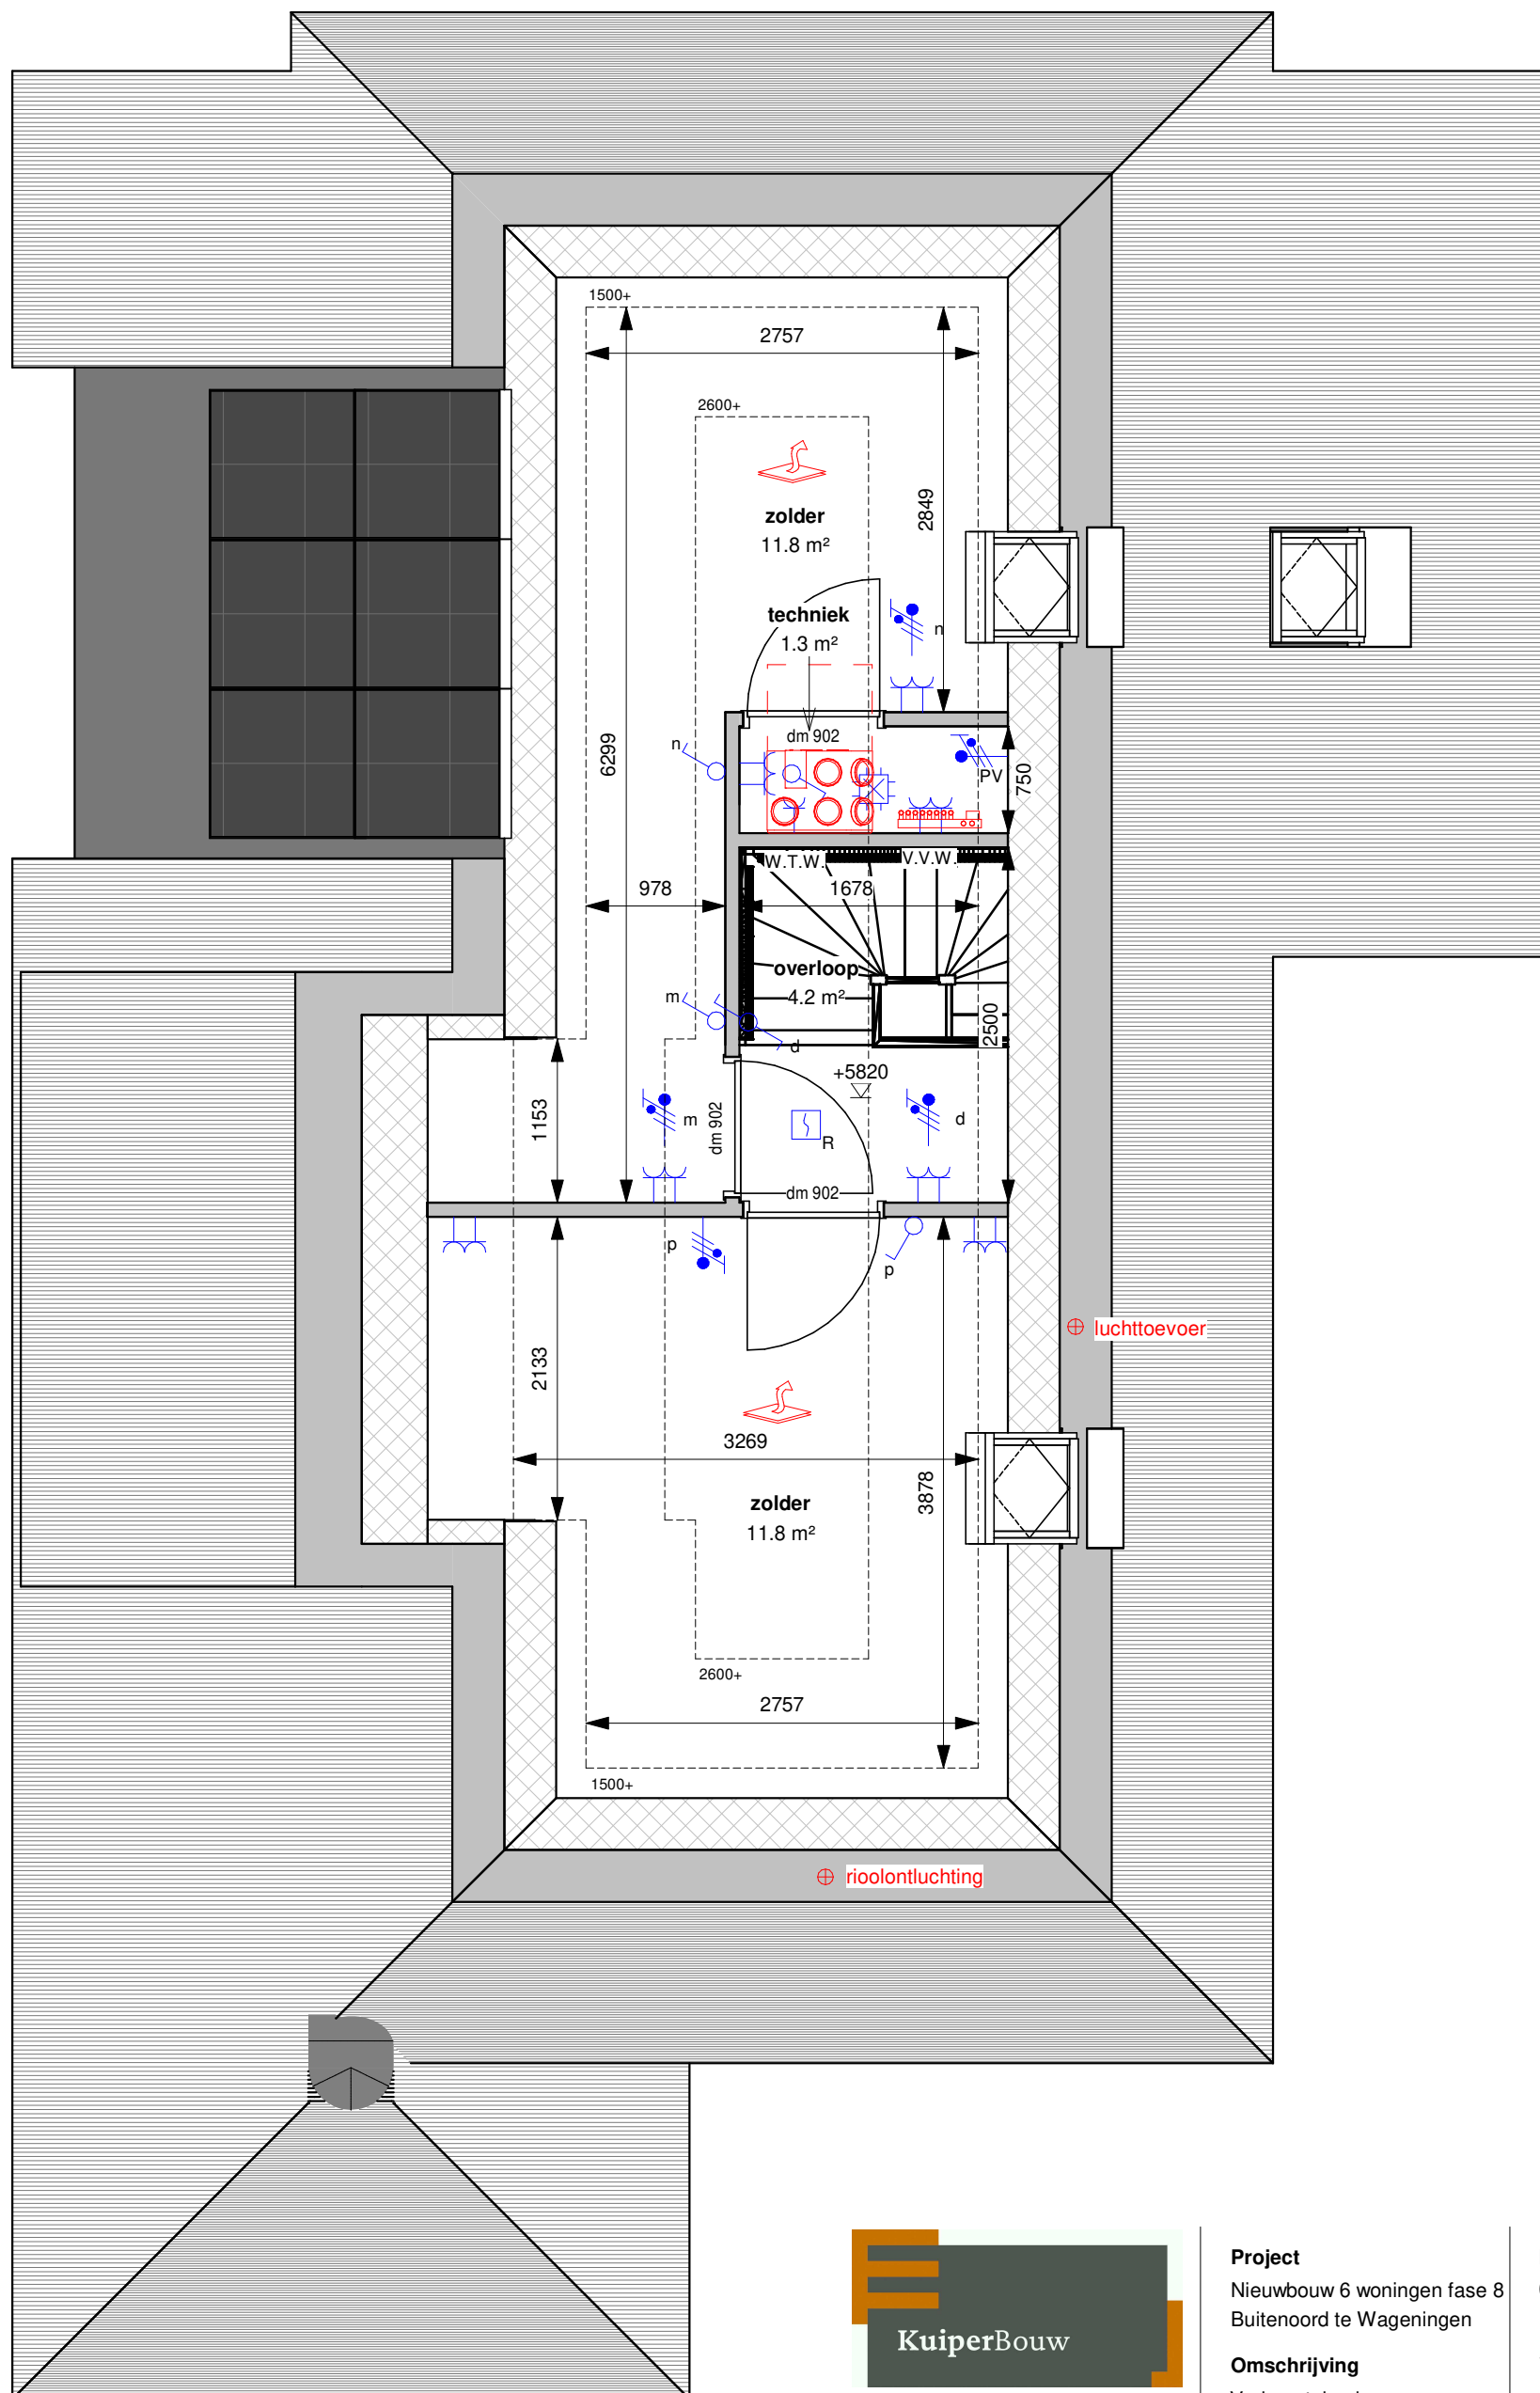 1500+
2757
2600+
zolder
11.8 m²
2849
techniek
1.3 m²
n
dm 902
n
PV
750
6299
W.T.W.
V.V.W.
978
1678
overloop
4.2 m²
m
d
2500
+5820
1153
m
dm 902
R
d
dm 902
p
p
luchttoevoer
2133
3269
3878
zolder
11.8 m²
2600+
2757
1500+
rioolontluchting
KuiperBouw
Project
Nieuwbouw 6 woningen fase 8
Buitenoord te Wageningen
Omschrijving